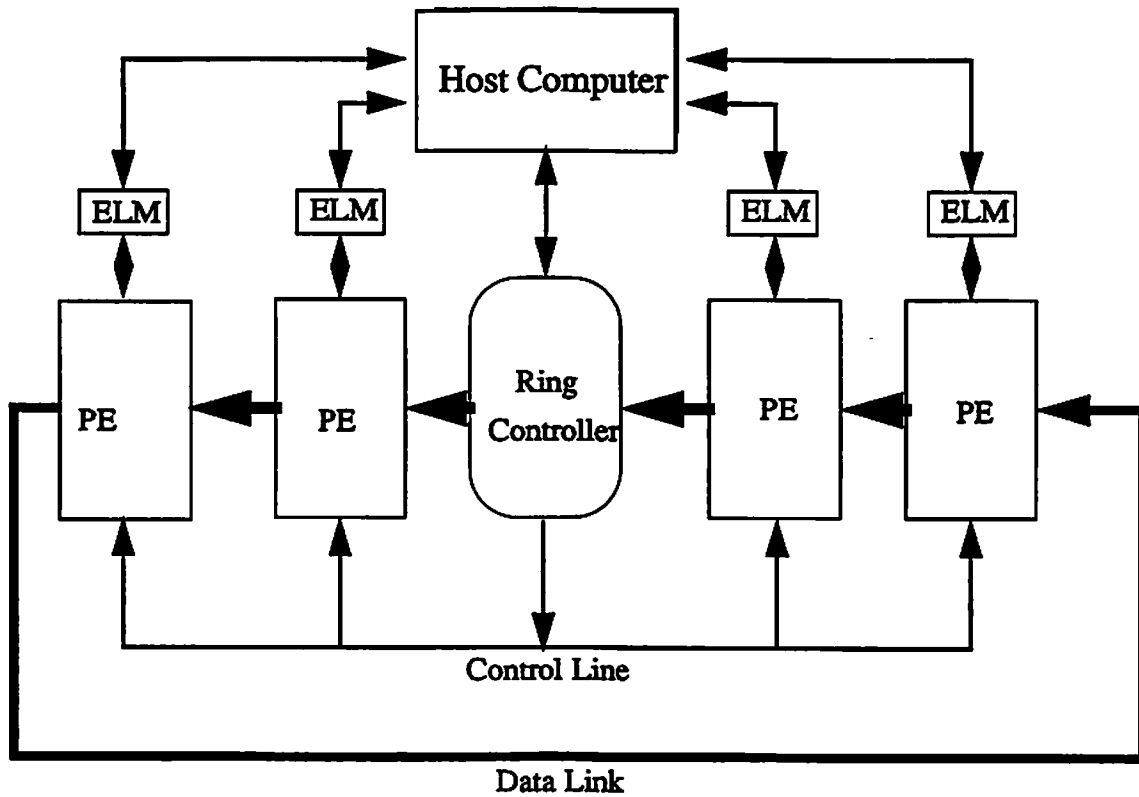 Host Computer
ELM
ELM
ELM
ELM
PE
PE
Ring
Controller
PE
PE
Control Line
Data Link